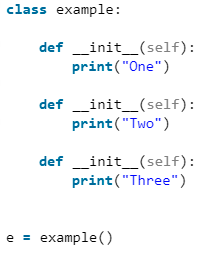 class example:
    def __init__(self):
        print("One")
    def __init__(self):
        print("Two")
    def __init__(self):
        print("Three")
e = example()